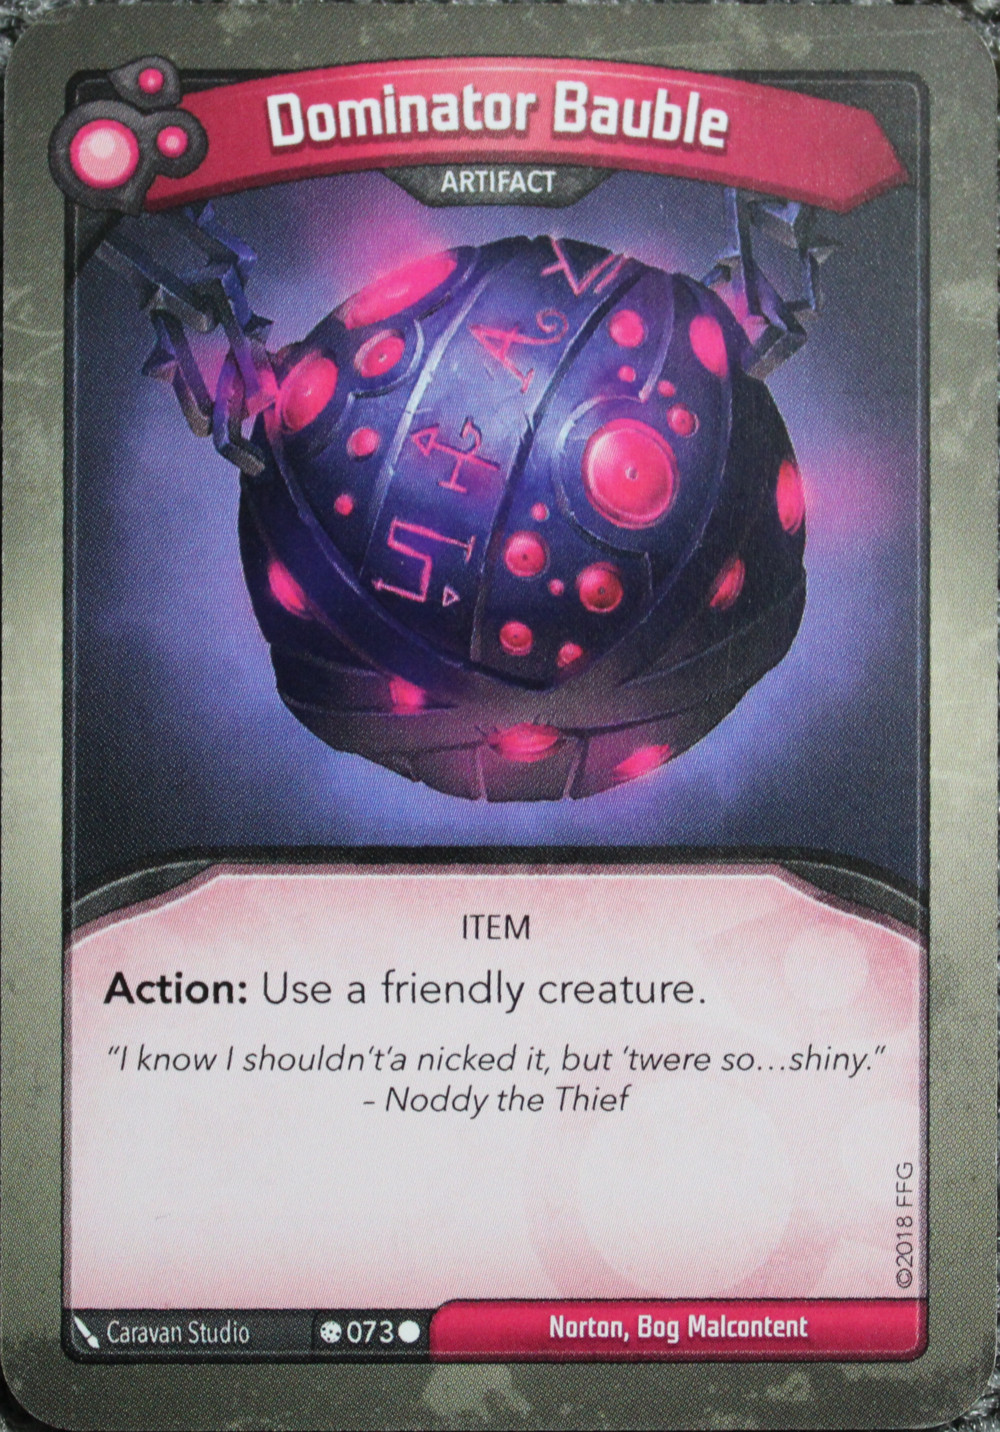 Dominator Bauble
ARTIFACT
ITEM
Action: Use a friendly creature.
“I know I shouldn't'a nicked it, but 'twere so...shiny.”
– Noddy the Thief
©2018 FFG
Caravan Studio
073
Norton, Bog Malcontent